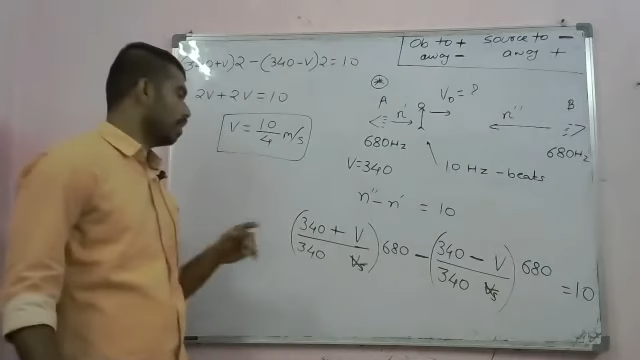 (340+V)2-(340-V)2=10
2V+2V=10
V=10/4 m/s
Ob to + source to -
away - away +
V₀=?
A n' n'' B
680Hz 680Hz
V=340 10 Hz-beats
n''-n' = 10
(340+V/340 Vs)680-(340-V/340 Vs)680=10